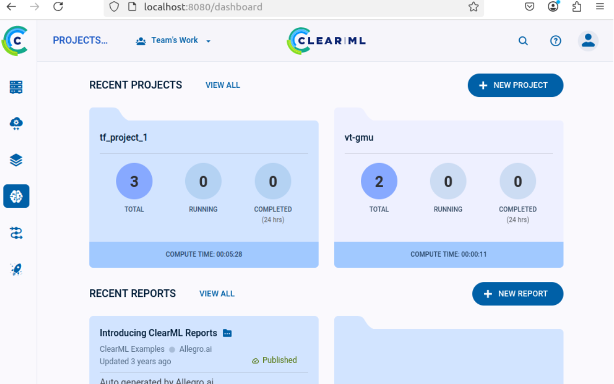 localhost:8080/dashboard
PROJECTS...
Team's Work
CLEARML
RECENT PROJECTS
VIEW ALL
NEW PROJECT
tf_project_1
3
0
0
TOTAL
RUNNING
COMPLETED
(24 hrs)
COMPUTE TIME: 00:05:28
vt-gmu
2
0
0
TOTAL
RUNNING
COMPLETED
(24 hrs)
COMPUTE TIME: 00:00:11
RECENT REPORTS
VIEW ALL
NEW REPORT
Introducing ClearML Reports
ClearML Examples
Allegro.ai
Updated 3 years ago
Published
Auto generated by Allegro.ai